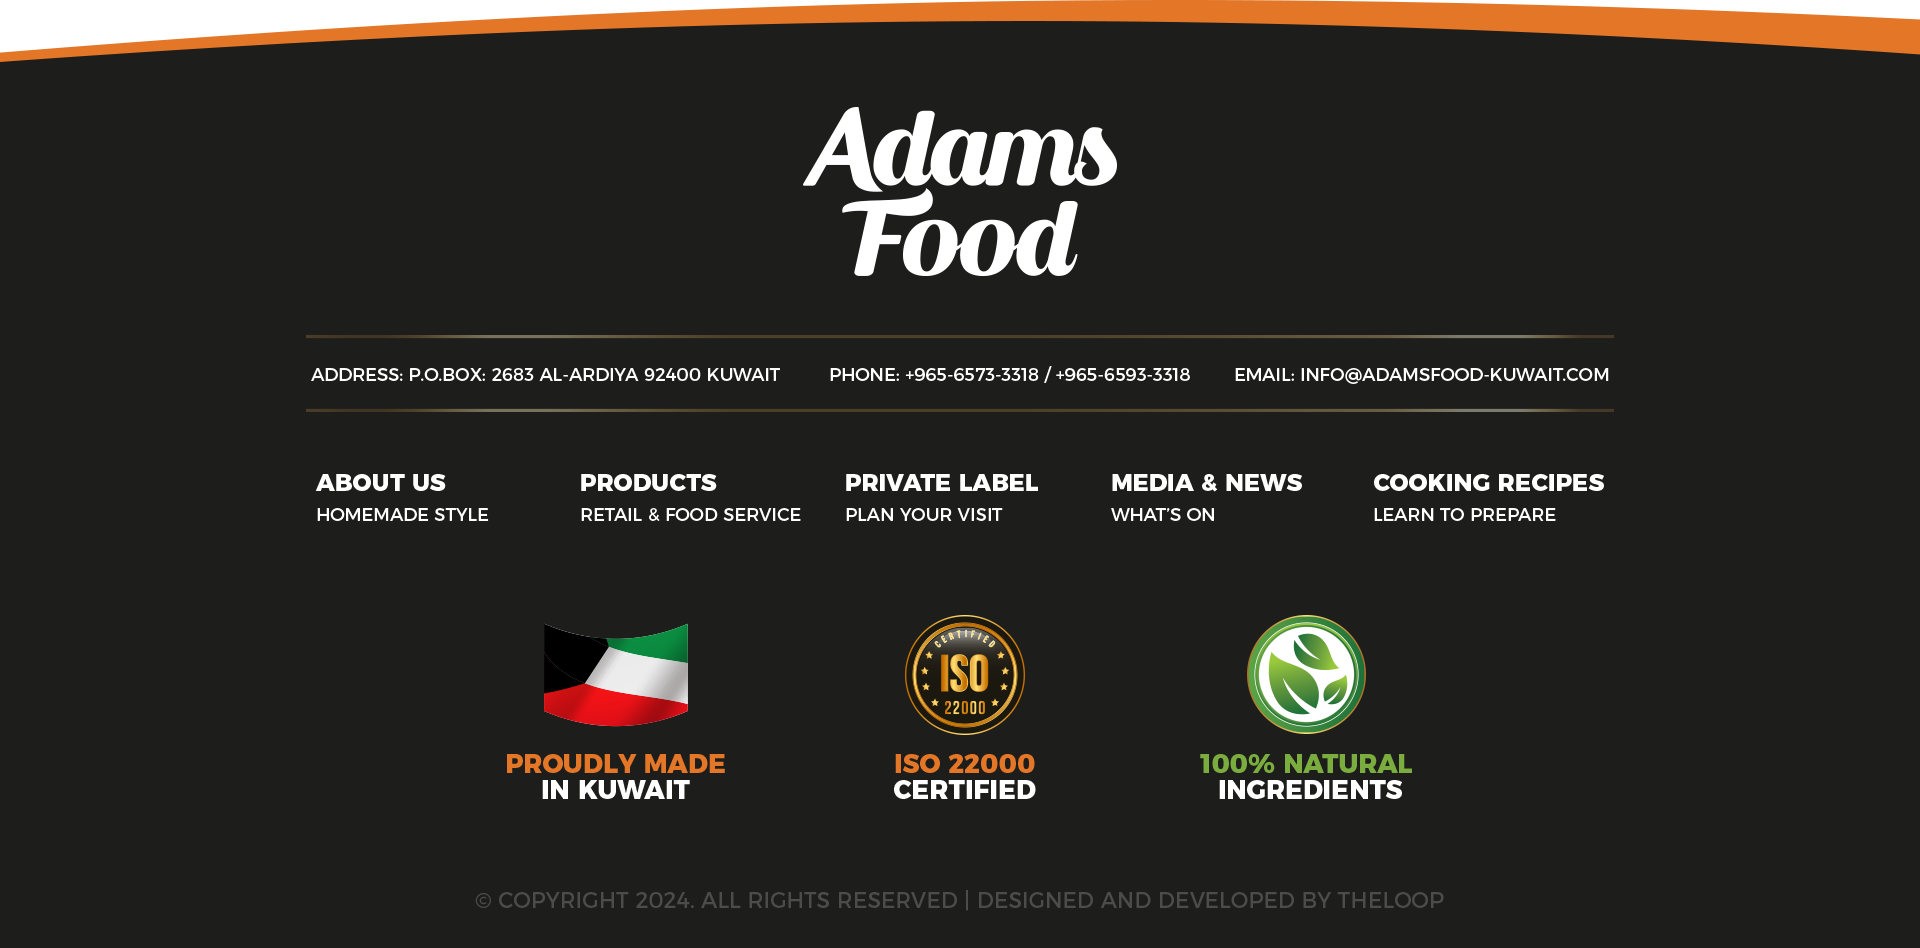 Adams
Food
ADDRESS: P.O.BOX: 2683 AL-ARDIYA 92400 KUWAIT PHONE: +965-6573-3318 / +965-6593-3318 EMAIL: INFO@ADAMSFOOD-KUWAIT.COM
ABOUT US PRODUCTS PRIVATE LABEL MEDIA & NEWS COOKING RECIPES
HOMEMADE STYLE RETAIL & FOOD SERVICE PLAN YOUR VISIT WHAT’S ON LEARN TO PREPARE
CERTIFIED
ISO
22000
PROUDLY MADE ISO 22000 100% NATURAL
IN KUWAIT CERTIFIED INGREDIENTS
© COPYRIGHT 2024. ALL RIGHTS RESERVED | DESIGNED AND DEVELOPED BY THELOOP